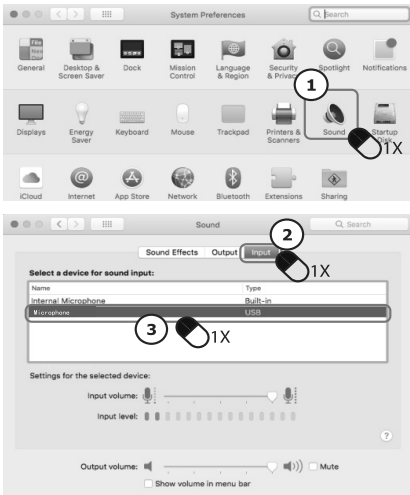 System Preferences
Search
General
Desktop &
Screen Saver
Dock
Mission
Control
Language
& Region
Security
& Privacy
Spotlight
Notifications
1
Displays
Energy
Saver
Keyboard
Mouse
Trackpad
Printers &
Scanners
Sound
Startup
Disk
1X
iCloud
Internet
App Store
Network
Bluetooth
Extensions
Sharing
Sound
Search
2
Sound Effects Output Input
1X
Select a device for sound input:
Name Type
Internal Microphone Built-in
Microphone USB
3
1X
Settings for the selected device:
Input volume:
Input level:
?
Output volume: Mute
Show volume in menu bar